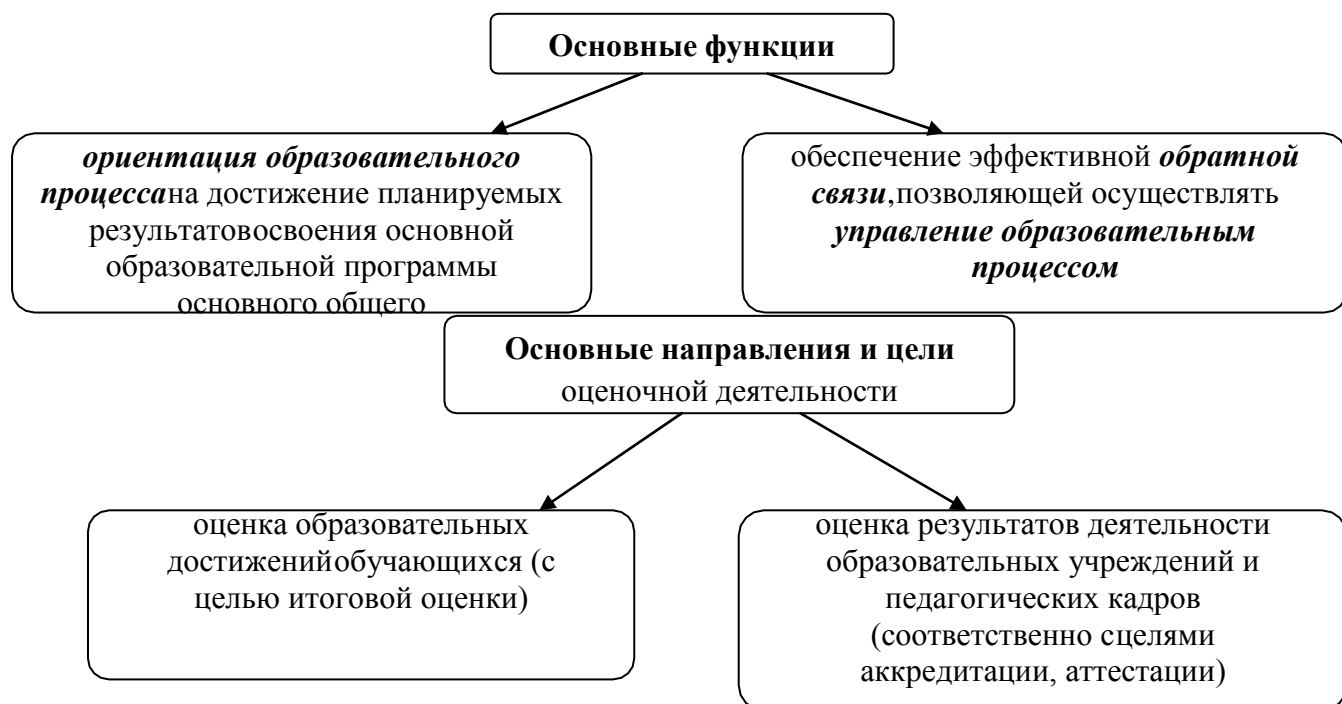 Основные функции
ориентация образовательного
процессана достижение планируемых
результатовосвоения основной
образовательной программы
основного общего
обеспечение эффективной обратной
связи,позволяющей осуществлять
управление образовательным
процессом
Основные направления и цели
оценочной деятельности
оценка образовательных
достиженийобучающихся (с
целью итоговой оценки)
оценка результатов деятельности
образовательных учреждений и
педагогических кадров
(соответственно сцелями
аккредитации, аттестации)